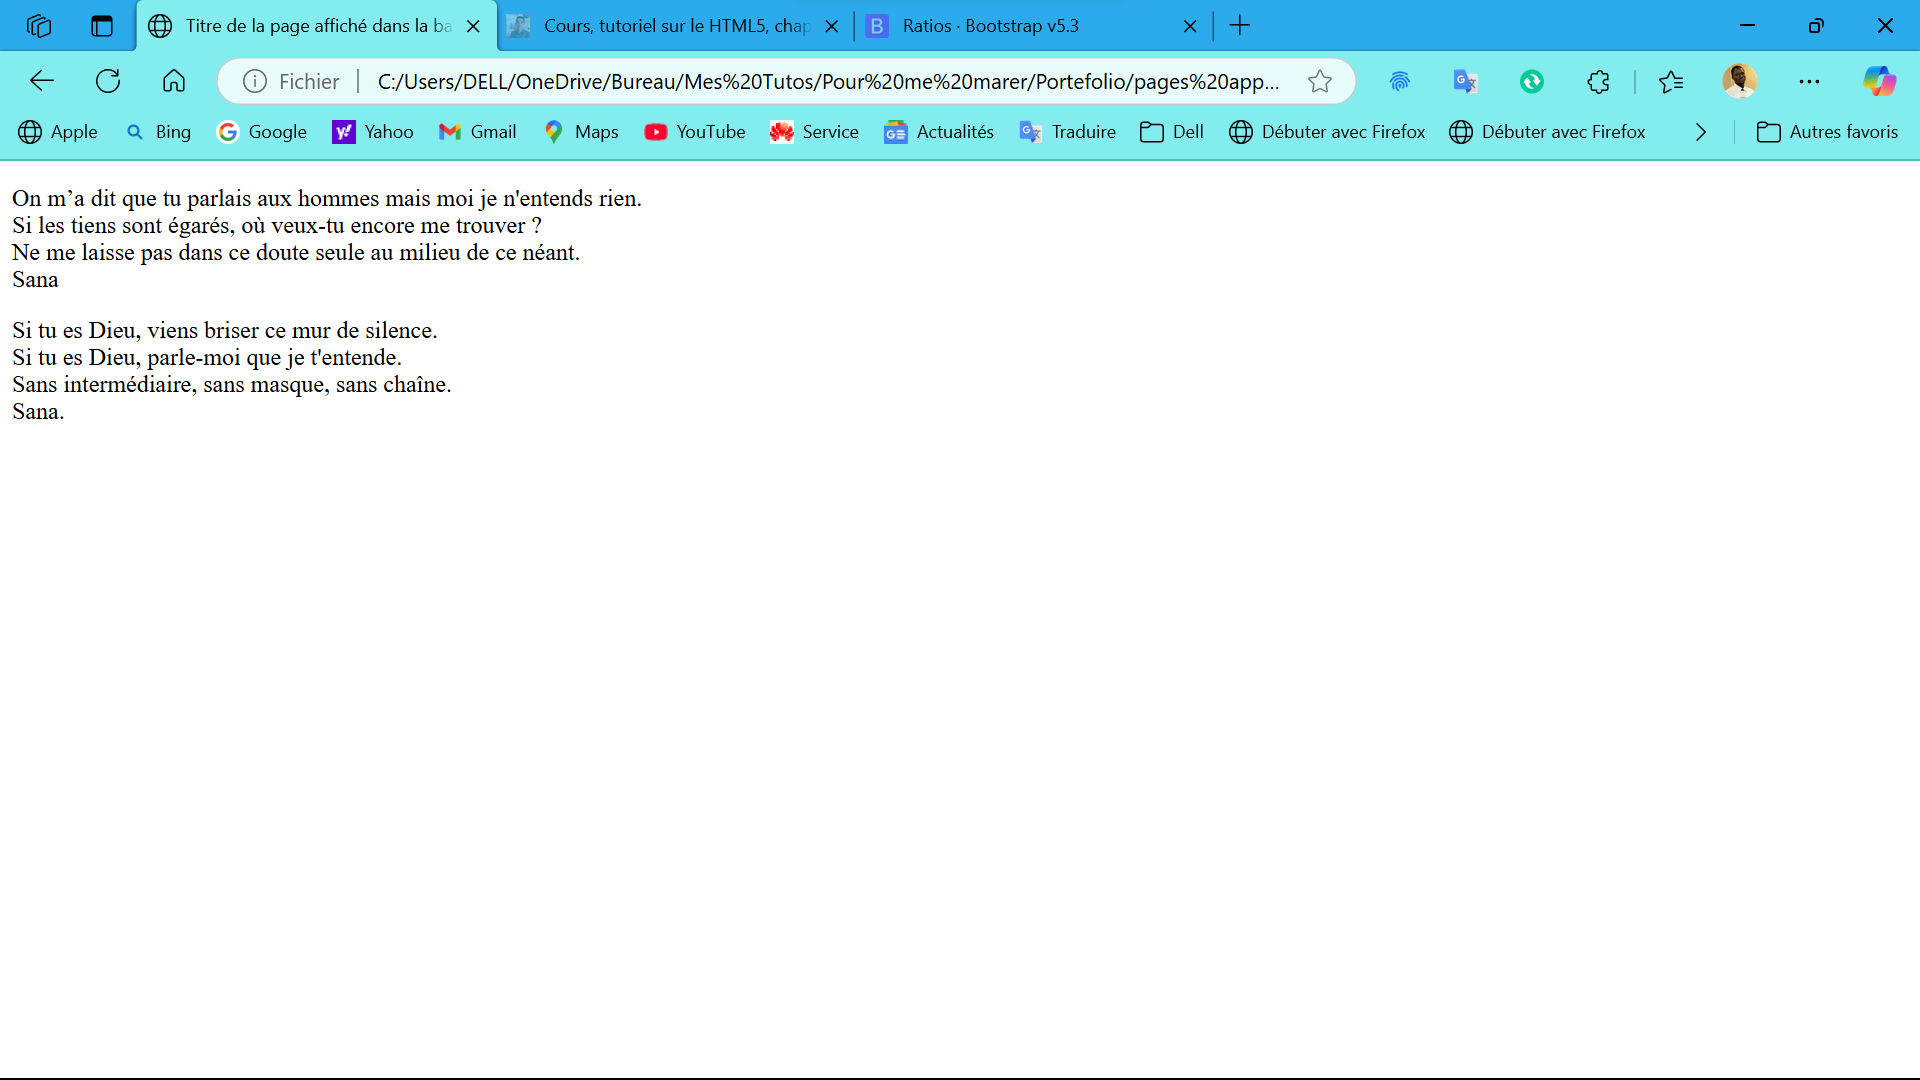 Titre de la page affiché dans la ba
Cours, tutoriel sur le HTML5, chap
Ratios · Bootstrap v5.3
Fichier
C:/Users/DELL/OneDrive/Bureau/Mes%20Tutos/Pour%20me%20marer/Portefolio/pages%20app...
Apple
Bing
Google
Yahoo
Gmail
Maps
YouTube
Service
Actualités
Traduire
Dell
Débuter avec Firefox
Débuter avec Firefox
Autres favoris
On m’a dit que tu parlais aux hommes mais moi je n'entends rien.
Si les tiens sont égarés, où veux-tu encore me trouver ?
Ne me laisse pas dans ce doute seule au milieu de ce néant.
Sana
Si tu es Dieu, viens briser ce mur de silence.
Si tu es Dieu, parle-moi que je t'entende.
Sans intermédiaire, sans masque, sans chaîne.
Sana.